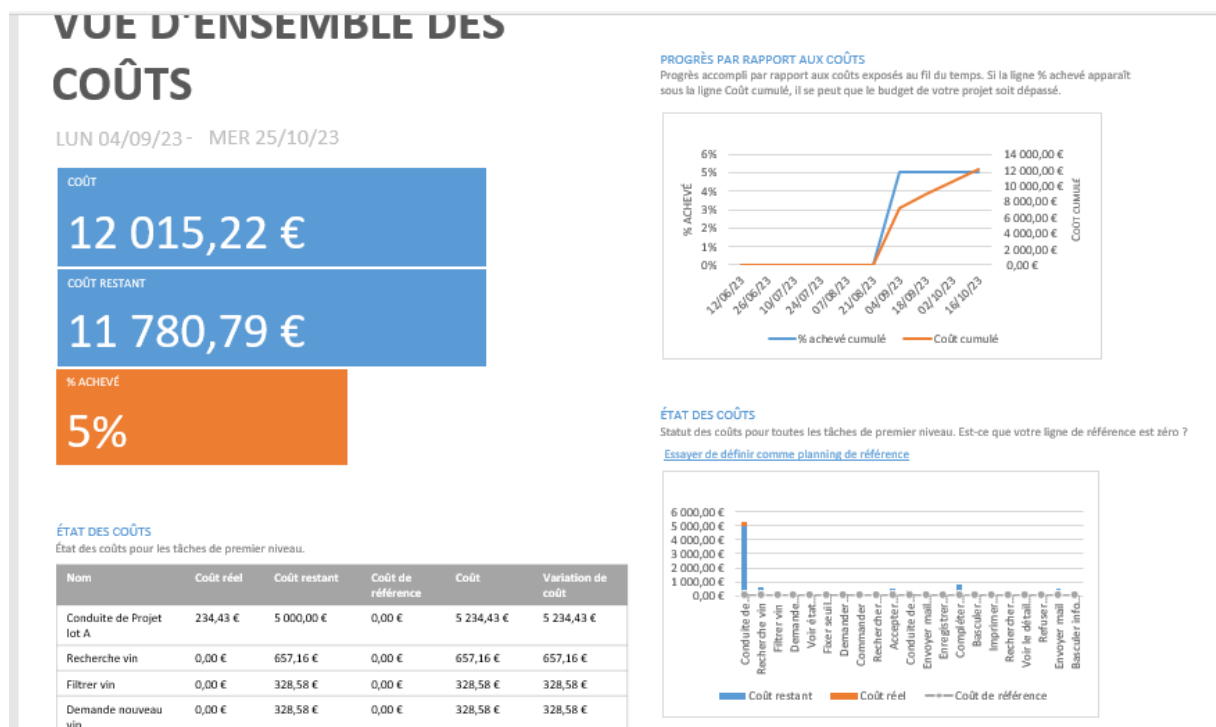 VUE D'ENSEMBLE DES
COÛTS
LUN 04/09/23 - MER 25/10/23
COÛT
12 015,22 €
COÛT RESTANT
11 780,79 €
% ACHEVÉ
5%
ÉTAT DES COÛTS
État des coûts pour les tâches de premier niveau.
Nom Coût réel Coût restant Coût de référence Coût Variation de coût
Conduite de Projet lot A 234,43 € 5 000,00 € 0,00 € 5 234,43 € 5 234,43 €
Recherche vin 0,00 € 657,16 € 0,00 € 657,16 € 657,16 €
Filtrer vin 0,00 € 328,58 € 0,00 € 328,58 € 328,58 €
Demande nouveau vin 0,00 € 328,58 € 0,00 € 328,58 € 328,58 €
PROGRÈS PAR RAPPORT AUX COÛTS
Progrès accompli par rapport aux coûts exposés au fil du temps. Si la ligne % achevé apparaît
sous la ligne Coût cumulé, il se peut que le budget de votre projet soit dépassé.
% ACHEVÉ
6%
5%
4%
3%
2%
1%
0%
14 000,00 €
12 000,00 €
10 000,00 €
8 000,00 €
6 000,00 €
4 000,00 €
2 000,00 €
0,00 €
COÛT CUMULÉ
12/06/23
26/06/23
10/07/23
24/07/23
07/08/23
21/08/23
04/09/23
18/09/23
02/10/23
16/10/23
% achevé cumulé
Coût cumulé
ÉTAT DES COÛTS
Statut des coûts pour toutes les tâches de premier niveau. Est-ce que votre ligne de référence est zéro ?
Essayer de définir comme planning de référence
6 000,00 €
5 000,00 €
4 000,00 €
3 000,00 €
2 000,00 €
1 000,00 €
0,00 €
Conduite de...
Recherche vin
Filtrer vin
Demande...
Voir état...
Fixer seuil...
Demander...
Commander
Rechercher...
Accepter...
Conduite de...
Envoyer mail...
Enregistrer...
Compléter...
Basculer...
Imprimer...
Rechercher...
Voir le détail...
Refuser...
Envoyer mail
Basculer info...
Coût restant
Coût réel
Coût de référence